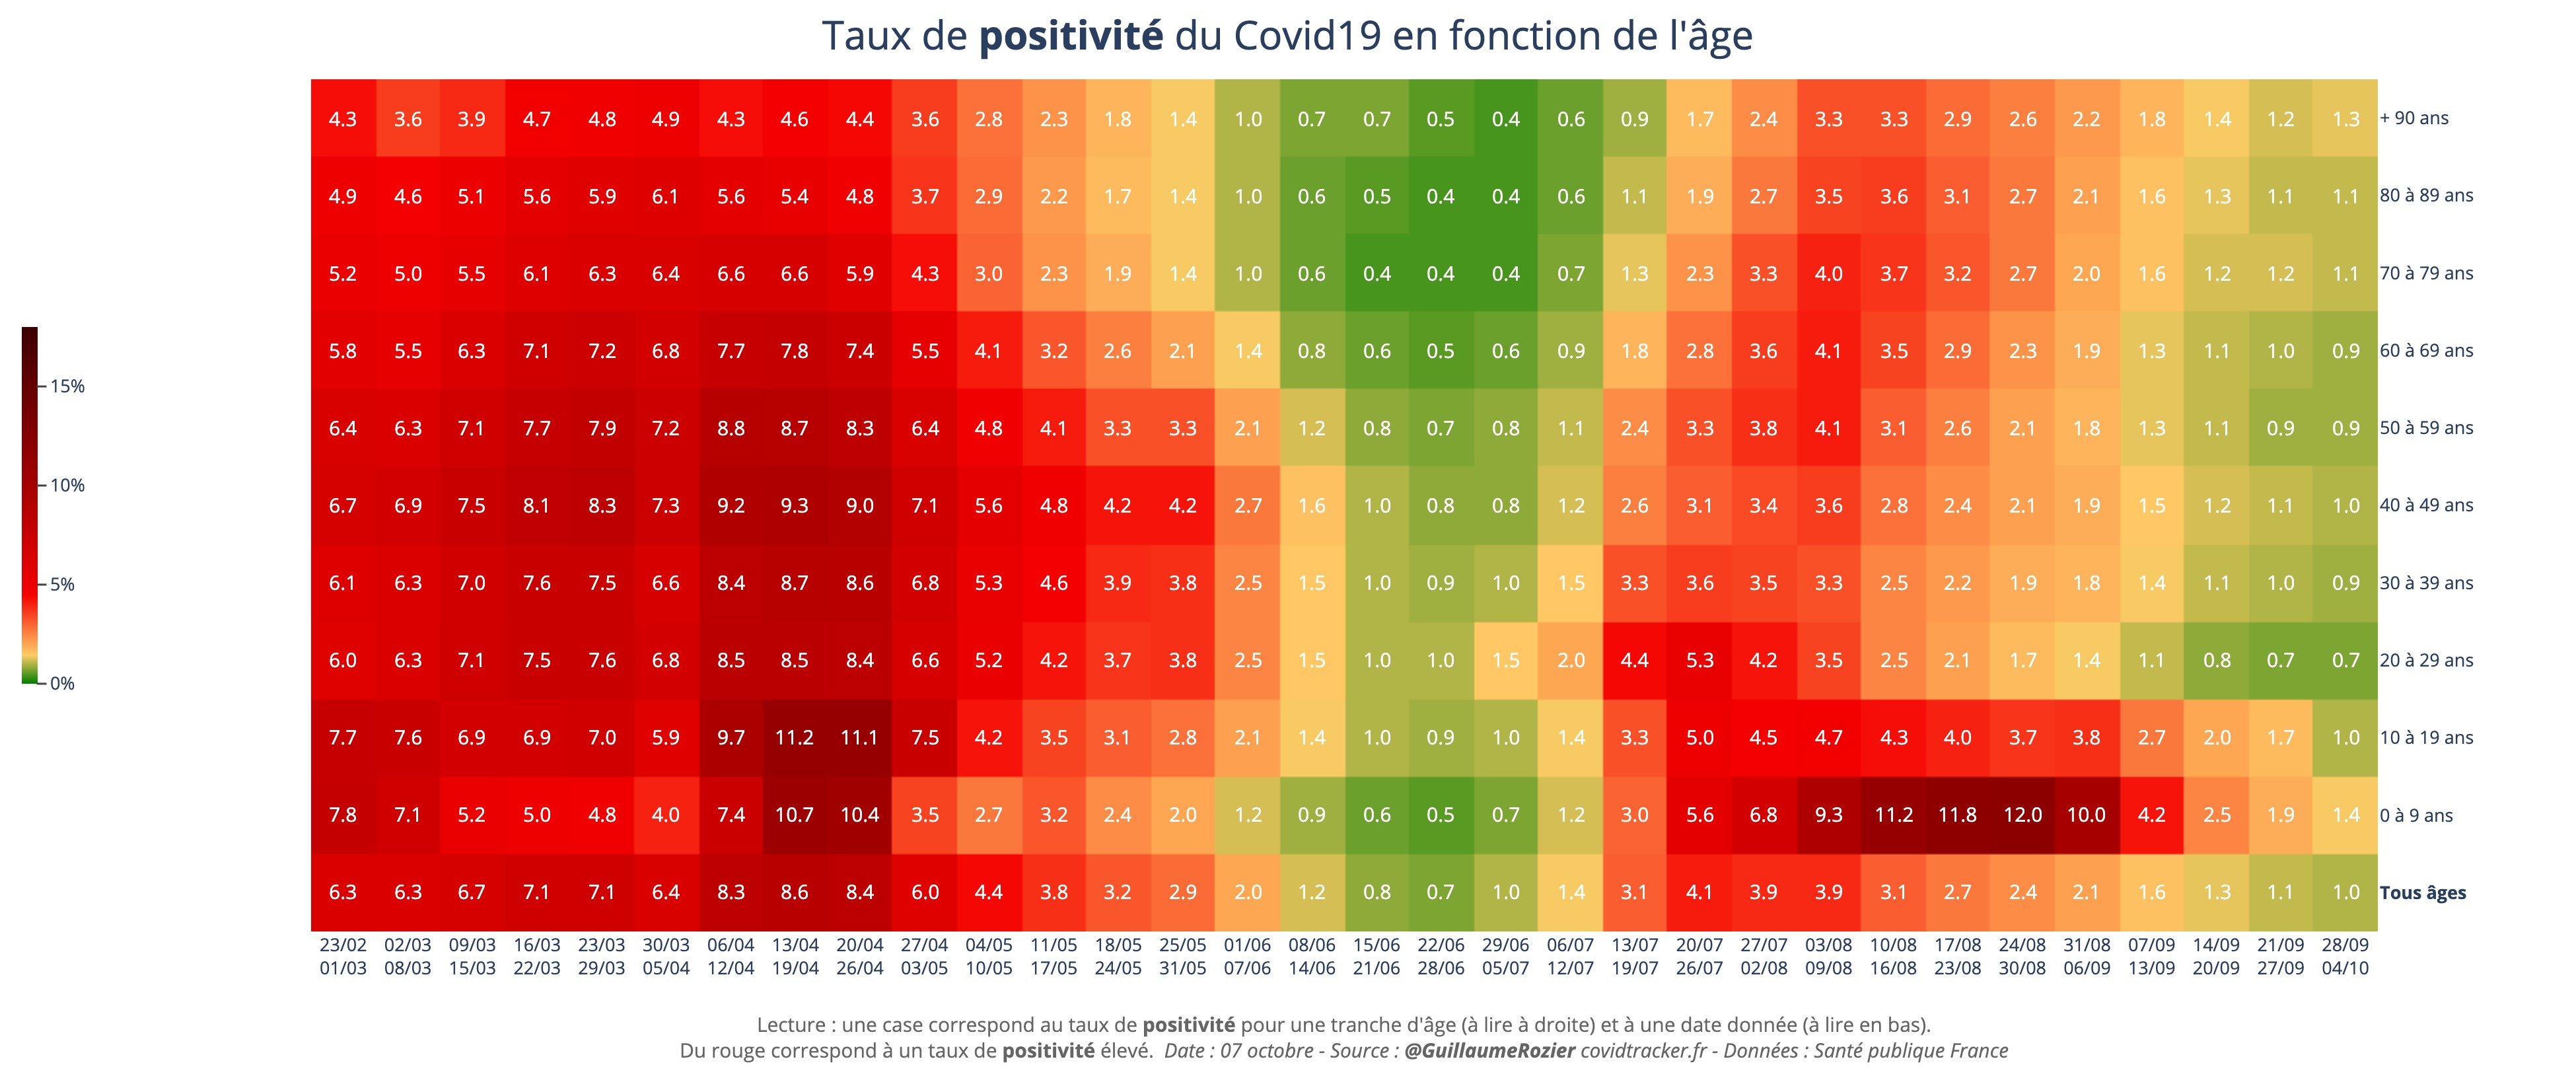 Taux de positivité du Covid19 en fonction de l'âge
4.3 3.6 3.9 4.7 4.8 4.9 4.3 4.6 4.4 3.6 2.8 2.3 1.8 1.4 1.0 0.7 0.7 0.5 0.4 0.6 0.9 1.7 2.4 3.3 3.3 2.9 2.6 2.2 1.8 1.4 1.2 1.3 + 90 ans
4.9 4.6 5.1 5.6 5.9 6.1 5.6 5.4 4.8 3.7 2.9 2.2 1.7 1.4 1.0 0.6 0.5 0.4 0.4 0.6 1.1 1.9 2.7 3.5 3.6 3.1 2.7 2.1 1.6 1.3 1.1 1.1 80 à 89 ans
5.2 5.0 5.5 6.1 6.3 6.4 6.6 6.6 5.9 4.3 3.0 2.3 1.9 1.4 1.0 0.6 0.4 0.4 0.4 0.7 1.3 2.3 3.3 4.0 3.7 3.2 2.7 2.0 1.6 1.2 1.2 1.1 70 à 79 ans
5.8 5.5 6.3 7.1 7.2 6.8 7.7 7.8 7.4 5.5 4.1 3.2 2.6 2.1 1.4 0.8 0.6 0.5 0.6 0.9 1.8 2.8 3.6 4.1 3.5 2.9 2.3 1.9 1.3 1.1 1.0 0.9 60 à 69 ans
15%
6.4 6.3 7.1 7.7 7.9 7.2 8.8 8.7 8.3 6.4 4.8 4.1 3.3 3.3 2.1 1.2 0.8 0.7 0.8 1.1 2.4 3.3 3.8 4.1 3.1 2.6 2.1 1.8 1.3 1.1 0.9 0.9 50 à 59 ans
10%
6.7 6.9 7.5 8.1 8.3 7.3 9.2 9.3 9.0 7.1 5.6 4.8 4.2 4.2 2.7 1.6 1.0 0.8 0.8 1.2 2.6 3.1 3.4 3.6 2.8 2.4 2.1 1.9 1.5 1.2 1.1 1.0 40 à 49 ans
5%
6.1 6.3 7.0 7.6 7.5 6.6 8.4 8.7 8.6 6.8 5.3 4.6 3.9 3.8 2.5 1.5 1.0 0.9 1.0 1.5 3.3 3.6 3.5 3.3 2.5 2.2 1.9 1.8 1.4 1.1 1.0 0.9 30 à 39 ans
6.0 6.3 7.1 7.5 7.6 6.8 8.5 8.5 8.4 6.6 5.2 4.2 3.7 3.8 2.5 1.5 1.0 1.0 1.5 2.0 4.4 5.3 4.2 3.5 2.5 2.1 1.7 1.4 1.1 0.8 0.7 0.7 20 à 29 ans
0%
7.7 7.6 6.9 6.9 7.0 5.9 9.7 11.2 11.1 7.5 4.2 3.5 3.1 2.8 2.1 1.4 1.0 0.9 1.0 1.4 3.3 5.0 4.5 4.7 4.3 4.0 3.7 3.8 2.7 2.0 1.7 1.0 10 à 19 ans
7.8 7.1 5.2 5.0 4.8 4.0 7.4 10.7 10.4 3.5 2.7 3.2 2.4 2.0 1.2 0.9 0.6 0.5 0.7 1.2 3.0 5.6 6.8 9.3 11.2 11.8 12.0 10.0 4.2 2.5 1.9 1.4 0 à 9 ans
6.3 6.3 6.7 7.1 7.1 6.4 8.3 8.6 8.4 6.0 4.4 3.8 3.2 2.9 2.0 1.2 0.8 0.7 1.0 1.4 3.1 4.1 3.9 3.9 3.1 2.7 2.4 2.1 1.6 1.3 1.1 1.0 Tous âges
23/02 02/03 09/03 16/03 23/03 30/03 06/04 13/04 20/04 27/04 04/05 11/05 18/05 25/05 01/06 08/06 15/06 22/06 29/06 06/07 13/07 20/07 27/07 03/08 10/08 17/08 24/08 31/08 07/09 14/09 21/09 28/09
01/03 08/03 15/03 22/03 29/03 05/04 12/04 19/04 26/04 03/05 10/05 17/05 24/05 31/05 07/06 14/06 21/06 28/06 05/07 12/07 19/07 26/07 02/08 09/08 16/08 23/08 30/08 06/09 13/09 20/09 27/09 04/10
Lecture : une case correspond au taux de positivité pour une tranche d'âge (à lire à droite) et à une date donnée (à lire en bas).
Du rouge correspond à un taux de positivité élevé. Date : 07 octobre - Source : @GuillaumeRozier covidtracker.fr - Données : Santé publique France